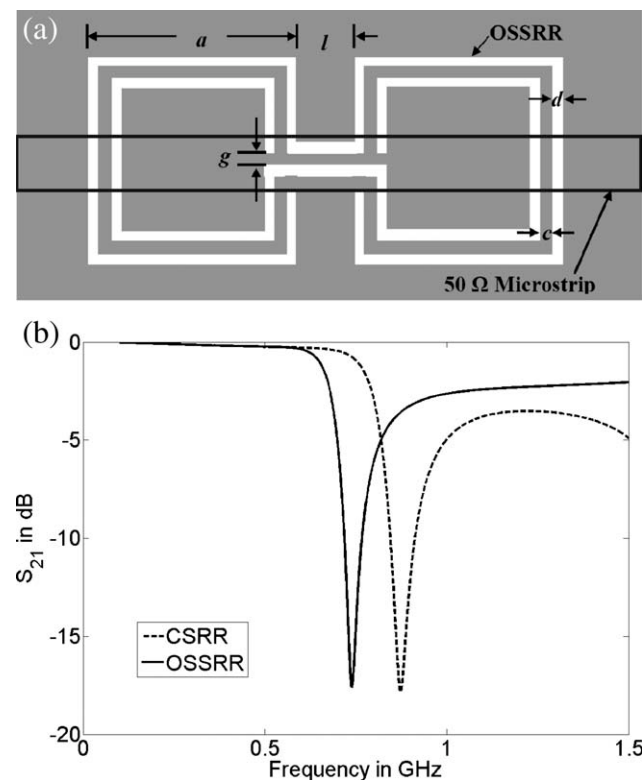 (a)
a
l
OSSRR
d
g
c
50 Ω Microstrip
(b)
0
-5
-10
-15
-20
S21 in dB
CSRR
OSSRR
0
0.5
1
1.5
Frequency in GHz